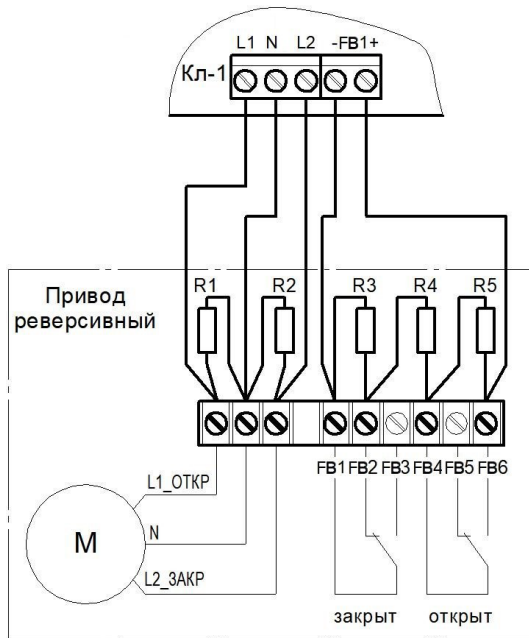 L1 N L2 -FB1+
Кл-1
R1 R2 R3 R4 R5
Привод
реверсивный
FB1 FB2 FB3 FB4 FB5 FB6
L1_ОТКР
N
L2_ЗАКР
M
закрыт открыт